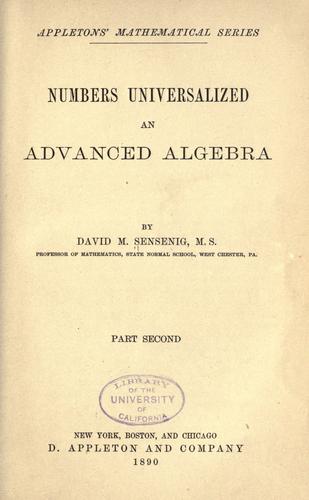 APPLETONS' MATHEMATICAL SERIES
NUMBERS UNIVERSALIZED
AN
ADVANCED ALGEBRA
BY
DAVID M. SENSENIG, M. S.
PROFESSOR OF MATHEMATICS, STATE NORMAL SCHOOL, WEST CHESTER, PA.
PART SECOND
LIBRARY
OF THE
UNIVERSITY
OF
CALIFORNIA
NEW YORK, BOSTON, AND CHICAGO
D. APPLETON AND COMPANY
1890